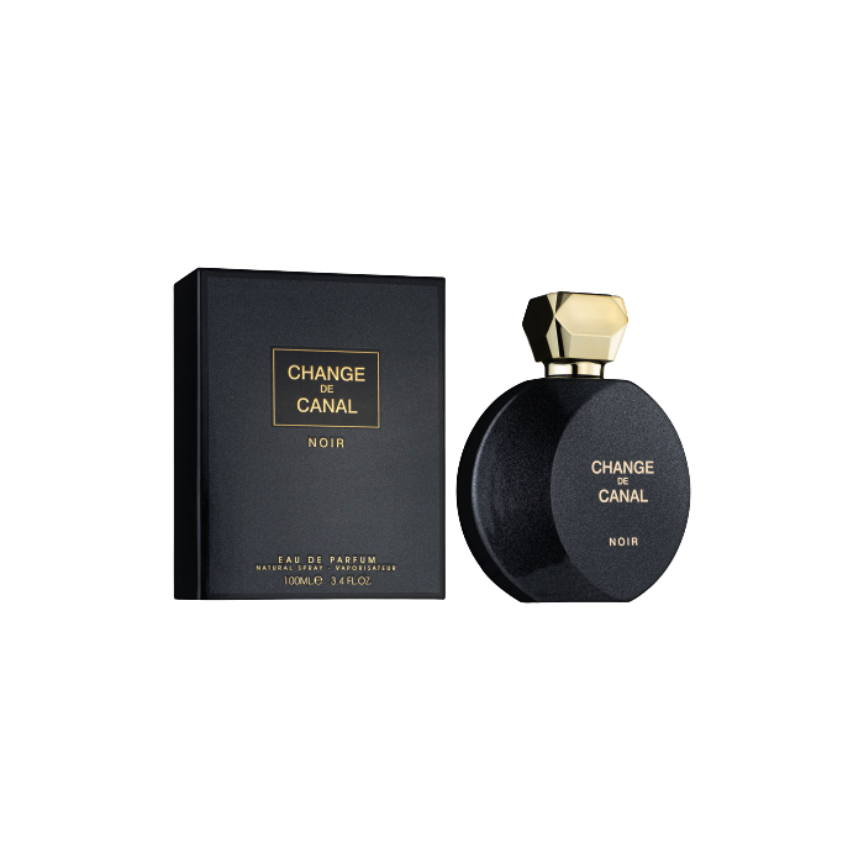 CHANGE
DE
CANAL
NOIR
EAU DE PARFUM
NATURAL SPRAY - VAPORISATEUR
100ML℮ 3.4 FL.OZ.
CHANGE
DE
CANAL
NOIR